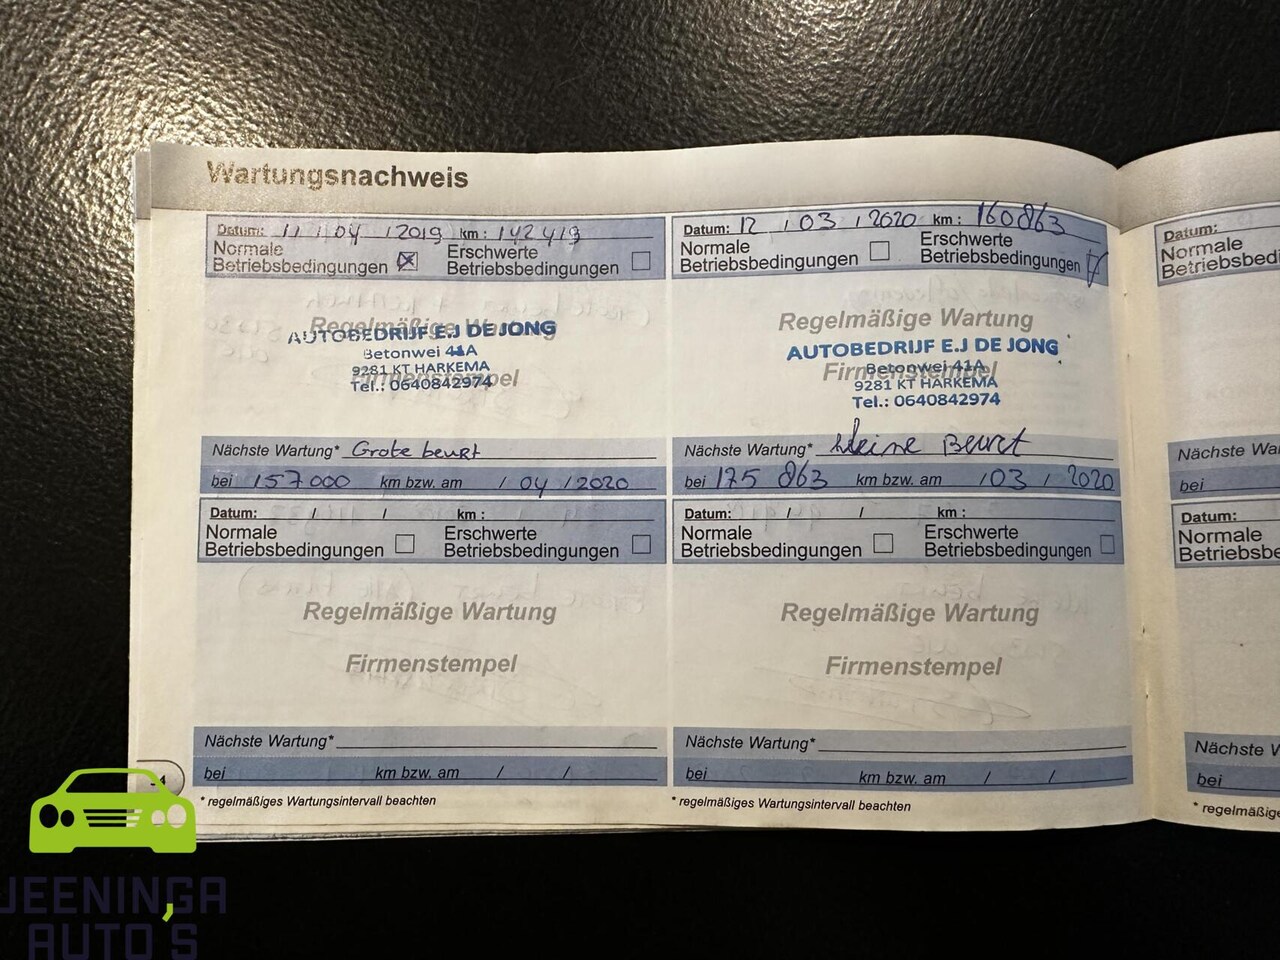 Wartungsnachweis
Datum: 11 / 04 / 2019 km : 142419
Normale
Betriebsbedingungen
Erschwerte
Betriebsbedingungen
Regelmäßige Wartung
AUTOBEDRIJF E.J DE JONG
Betonwei 41A
Firmenstempel
9281 KT HARKEMA
Tel.: 0640842974
Nächste Wartung* Grote beurt
bei 157000 km bzw. am / 04 / 2020
Datum: 12 / 03 / 2020 km : 160863
Normale
Betriebsbedingungen
Erschwerte
Betriebsbedingungen
Regelmäßige Wartung
AUTOBEDRIJF E.J DE JONG
Betonwei 41A
Firmenstempel
9281 KT HARKEMA
Tel.: 0640842974
Nächste Wartung* kleine Beurt
bei 175 863 km bzw. am / 03 / 2020
Datum: / / km :
Normale
Betriebsbedingungen
Erschwerte
Betriebsbedingungen
Regelmäßige Wartung
Firmenstempel
Nächste Wartung*
bei km bzw. am / /
* regelmäßiges Wartungsintervall beachten
Datum: / / km :
Normale
Betriebsbedingungen
Erschwerte
Betriebsbedingungen
Regelmäßige Wartung
Firmenstempel
Nächste Wartung*
bei km bzw. am / /
* regelmäßiges Wartungsintervall beachten
Datum:
Normale
Nächste
bei
Datum:
Normale
Nächste
bei
* regelmäßiges
JEENINGA
AUTO'S